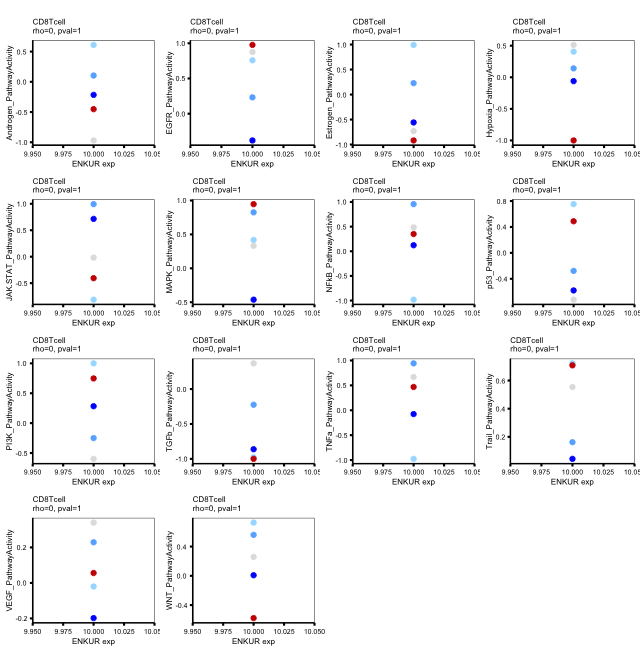 CD8Tcell
rho=0, pval=1
Androgen_PathwayActivity
0.5
0.0
-0.5
-1.0
9.950 9.975 10.000 10.025 10.05
ENKUR exp
CD8Tcell
rho=0, pval=1
EGFR_PathwayActivity
1.0
0.5
0.0
9.950 9.975 10.000 10.025 10.05
ENKUR exp
CD8Tcell
rho=0, pval=1
Estrogen_PathwayActivity
1.0
0.5
0.0
-0.5
-1.0
9.950 9.975 10.000 10.025 10.05
ENKUR exp
CD8Tcell
rho=0, pval=1
Hypoxia_PathwayActivity
0.5
0.0
-0.5
-1.0
9.950 9.975 10.000 10.025 10.05
ENKUR exp
CD8Tcell
rho=0, pval=1
JAK.STAT_PathwayActivity
1.0
0.5
0.0
-0.5
9.950 9.975 10.000 10.025 10.05
ENKUR exp
CD8Tcell
rho=0, pval=1
MAPK_PathwayActivity
1.0
0.5
0.0
-0.5
9.950 9.975 10.000 10.025 10.05
ENKUR exp
CD8Tcell
rho=0, pval=1
NFkB_PathwayActivity
1.0
0.5
0.0
-0.5
-1.0
9.950 9.975 10.000 10.025 10.05
ENKUR exp
CD8Tcell
rho=0, pval=1
p53_PathwayActivity
0.8
0.4
0.0
-0.4
9.950 9.975 10.000 10.025 10.05
ENKUR exp
CD8Tcell
rho=0, pval=1
PI3K_PathwayActivity
1.0
0.5
0.0
-0.5
9.950 9.975 10.000 10.025 10.05
ENKUR exp
CD8Tcell
rho=0, pval=1
TGFb_PathwayActivity
0.0
-0.5
-1.0
9.950 9.975 10.000 10.025 10.05
ENKUR exp
CD8Tcell
rho=0, pval=1
TNFa_PathwayActivity
1.0
0.5
0.0
-0.5
-1.0
9.950 9.975 10.000 10.025 10.05
ENKUR exp
CD8Tcell
rho=0, pval=1
Trail_PathwayActivity
0.6
0.4
0.2
9.950 9.975 10.000 10.025 10.05
ENKUR exp
CD8Tcell
rho=0, pval=1
VEGF_PathwayActivity
0.2
0.0
-0.2
9.950 9.975 10.000 10.025 10.05
ENKUR exp
CD8Tcell
rho=0, pval=1
WNT_PathwayActivity
0.4
0.0
-0.4
9.950 9.975 10.000 10.025 10.050
ENKUR exp